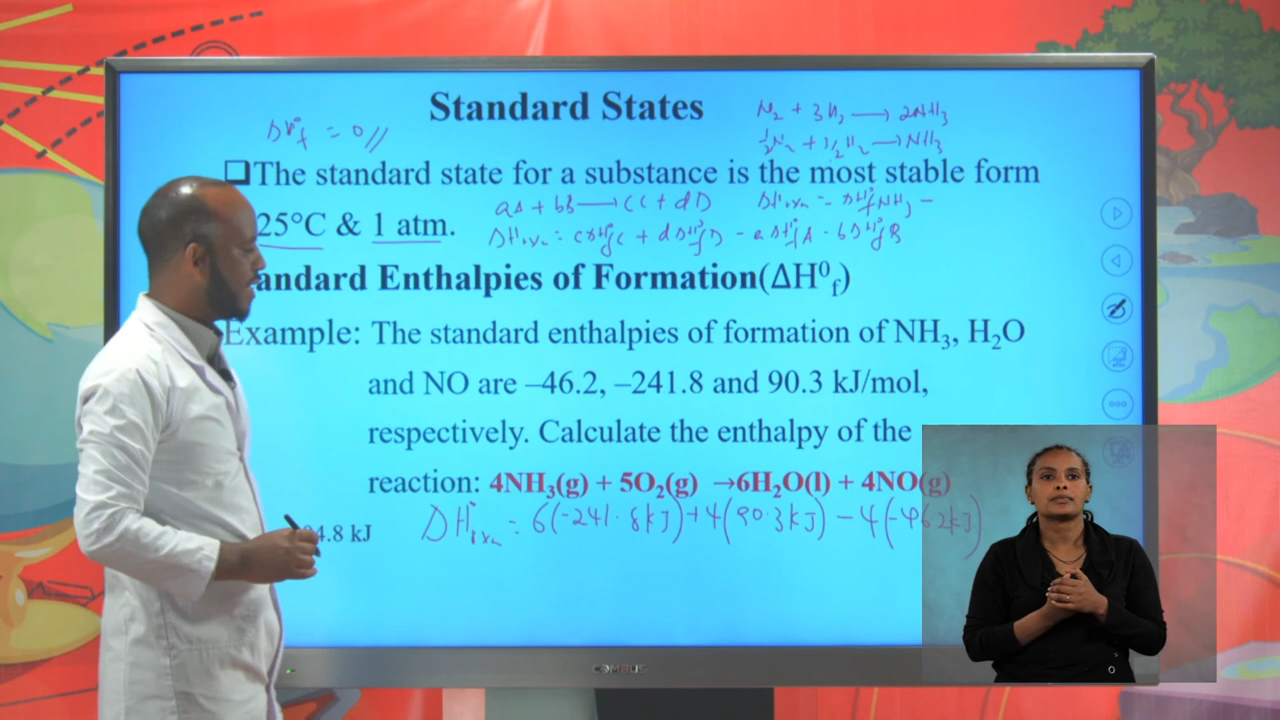 Standard States
N₂ + 3H₂ → 2NH₃
ΔH°f = 0 //
½N₂ + 3/2H₂ → NH₃
❑The standard state for a substance is the most stable form
aA + bB → cC + dD
ΔH°rxn = ΔH°fNH₃ –
25°C & 1 atm.
ΔH°rxn = cΔH°fC + dΔH°fD - aΔH°fA - bΔH°fB
andard Enthalpies of Formation(ΔH⁰f)
Example: The standard enthalpies of formation of NH₃, H₂O
and NO are –46.2, –241.8 and 90.3 kJ/mol,
respectively. Calculate the enthalpy of the
reaction: 4NH₃(g) + 5O₂(g) →6H₂O(l) + 4NO(g)
ΔH°rxn = 6(-241.8kJ)+4(90.3kJ) – 4(-46.2kJ)
4.8 kJ